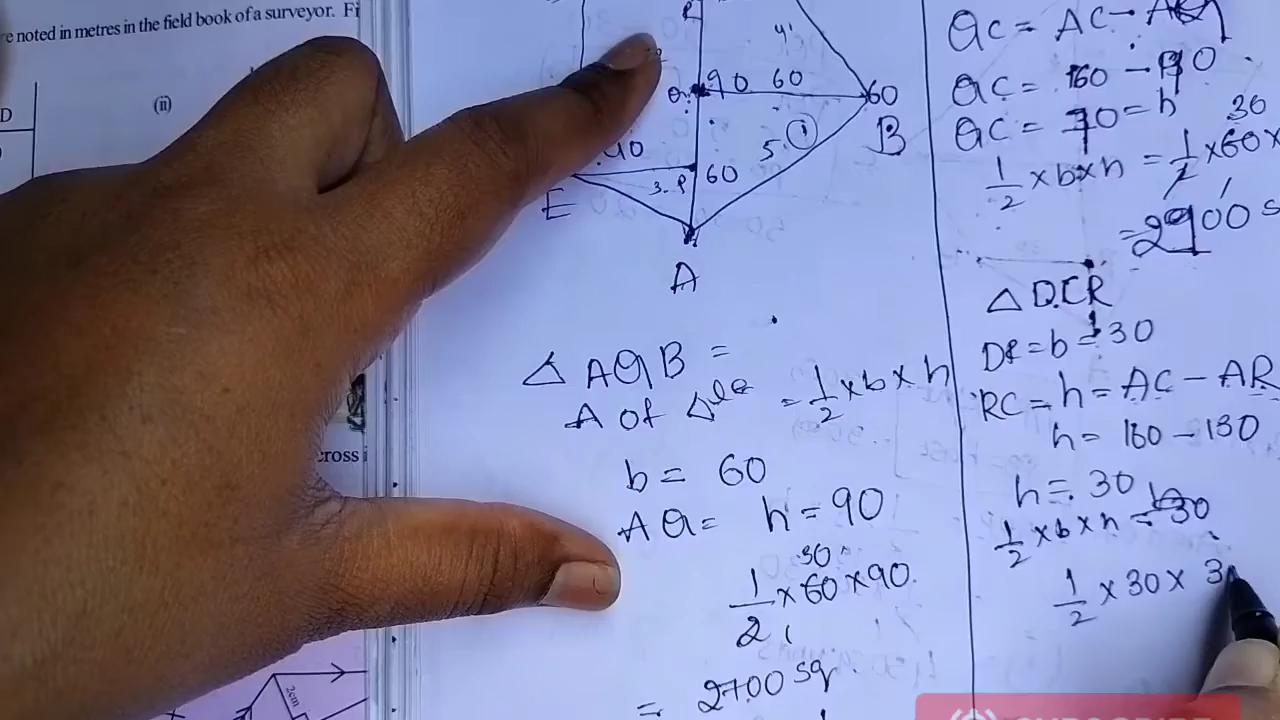 e noted in metres in the field book of a surveyor. Fi
D
(ii)
R
4'
90 60
60
B
40
5. 1
3. P 60
E
A
△ AQB =
A of △le = 1/2 × b × h
b = 60
AQ = h = 90
30
1/2 × 60 × 90
= 2700 sq
QC = AC -
QC = 160 - 90
QC = 70 = h
30
1/2 × b × h = 1/2 × 60 ×
△ DCR
DR = b = 30
RC = h = AC - AR
h = 160 - 130
h = 30
1/2 × b × h = 30
1/2 × 30 × 3
cross i
2cm